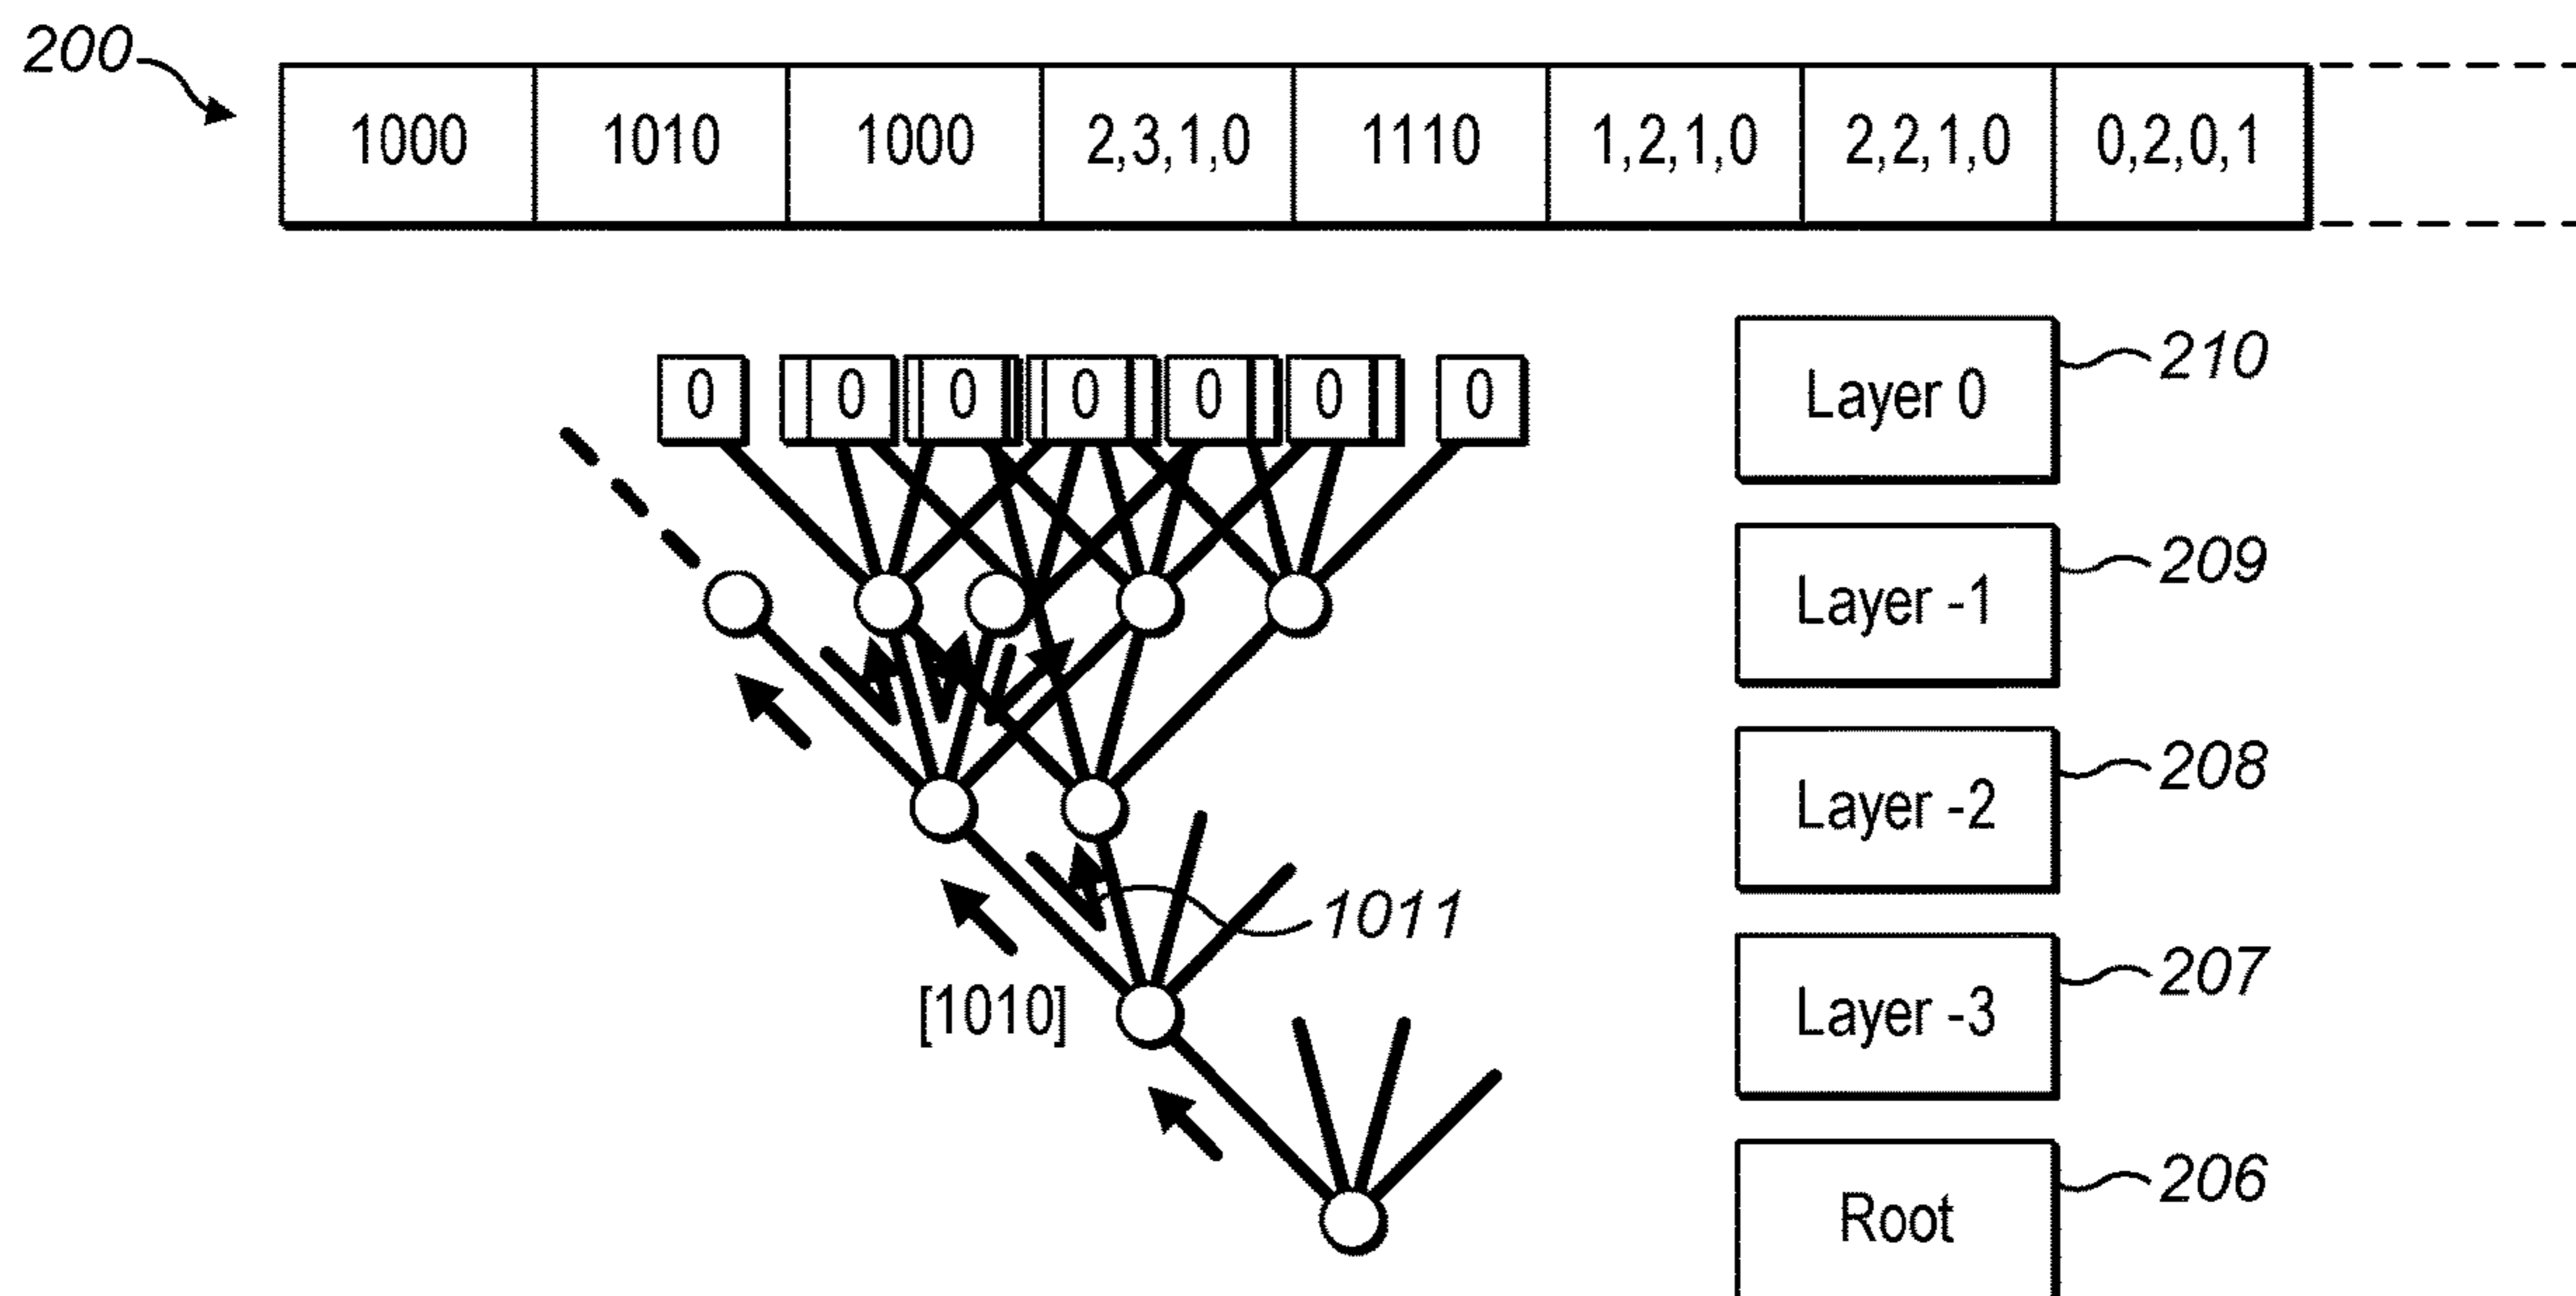 200
1000 1010 1000 2,3,1,0 1110 1,2,1,0 2,2,1,0 0,2,0,1
0 0 0 0 0 0 0
Layer 0 210
Layer -1 209
Layer -2 208
1011
[1010]
Layer -3 207
Root 206